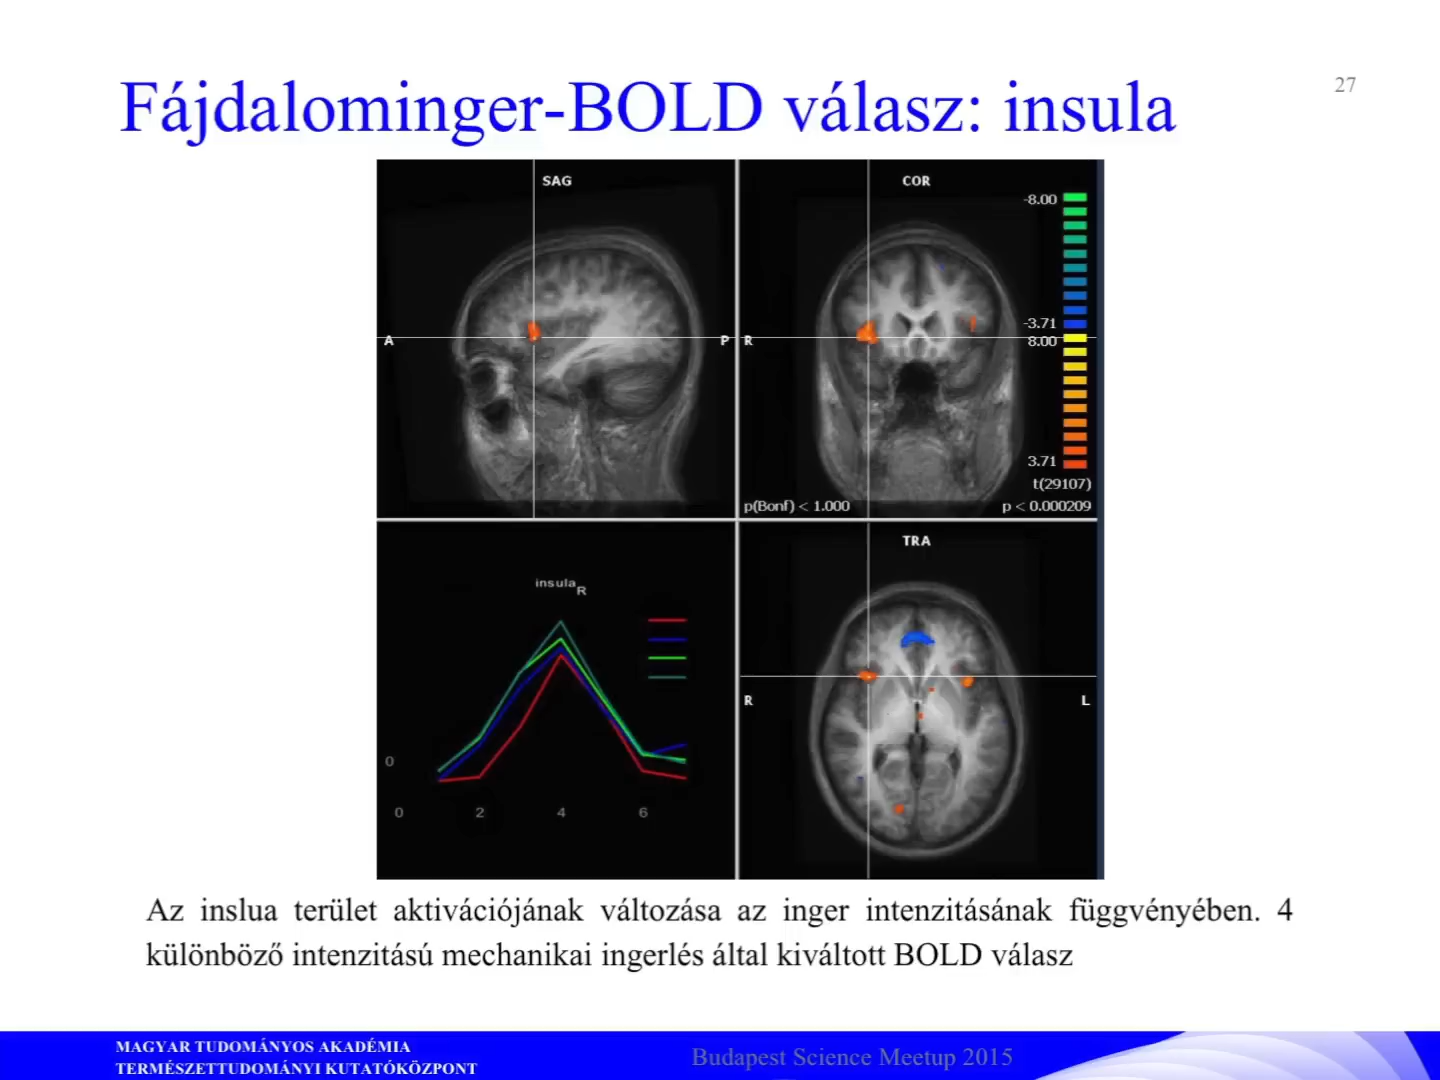 27
Fájdalominger-BOLD válasz: insula
SAG
A
P
COR
R
-8.00
-3.71
8.00
3.71
t(29107)
p(Bonf) < 1.000
p < 0.000209
insula R
0
0 2 4 6
TRA
R
L
Az inslua terület aktivációjának változása az inger intenzitásának függvényében. 4
különböző intenzitású mechanikai ingerlés által kiváltott BOLD válasz
MAGYAR TUDOMÁNYOS AKADÉMIA
TERMÉSZETTUDOMÁNYI KUTATÓKÖZPONT
Budapest Science Meetup 2015